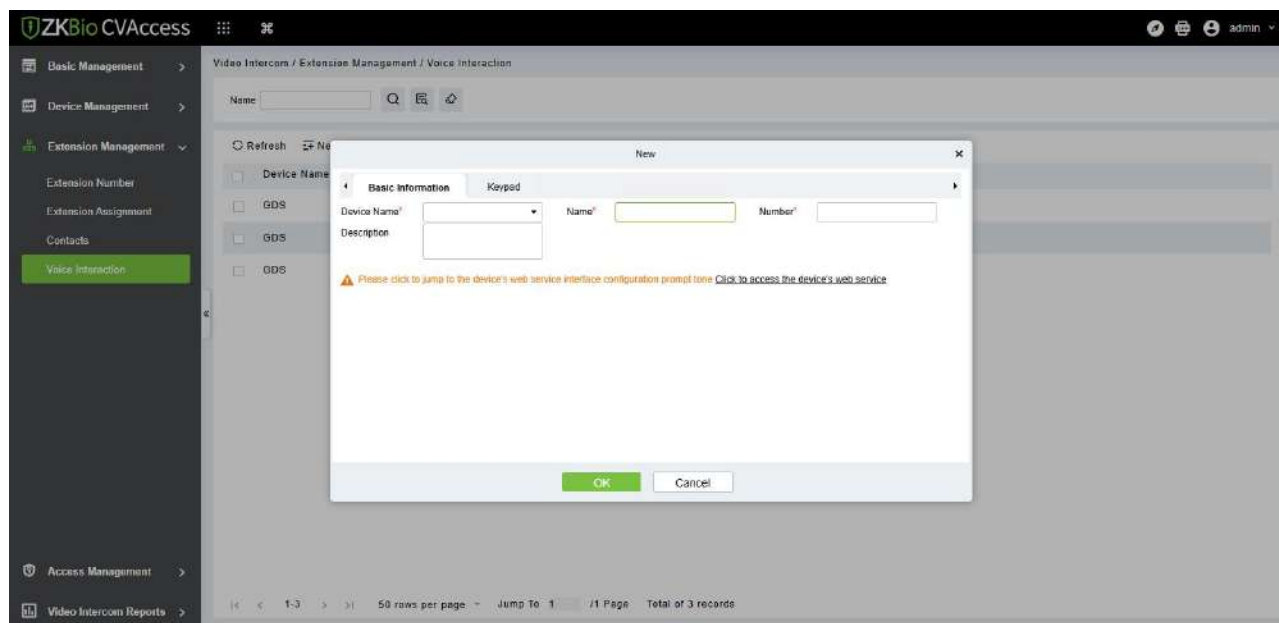 ZKBio CVAccess
admin
Basic Management
Video Intercom / Extension Management / Voice Interaction
Device Management
Name
Extension Management
Refresh Ne
New
Extension Number
Device Name
Basic Information Keypad
Extension Assignment
GDS
Device Name* Name* Number*
Contacts
GDS
Description
Voice Interaction
GDS
Please click to jump to the device's web service interface configuration prompt tone Click to access the device's web service
OK Cancel
Access Management
Video Intercom Reports
1-3 50 rows per page Jump To 1 /1 Page Total of 3 records